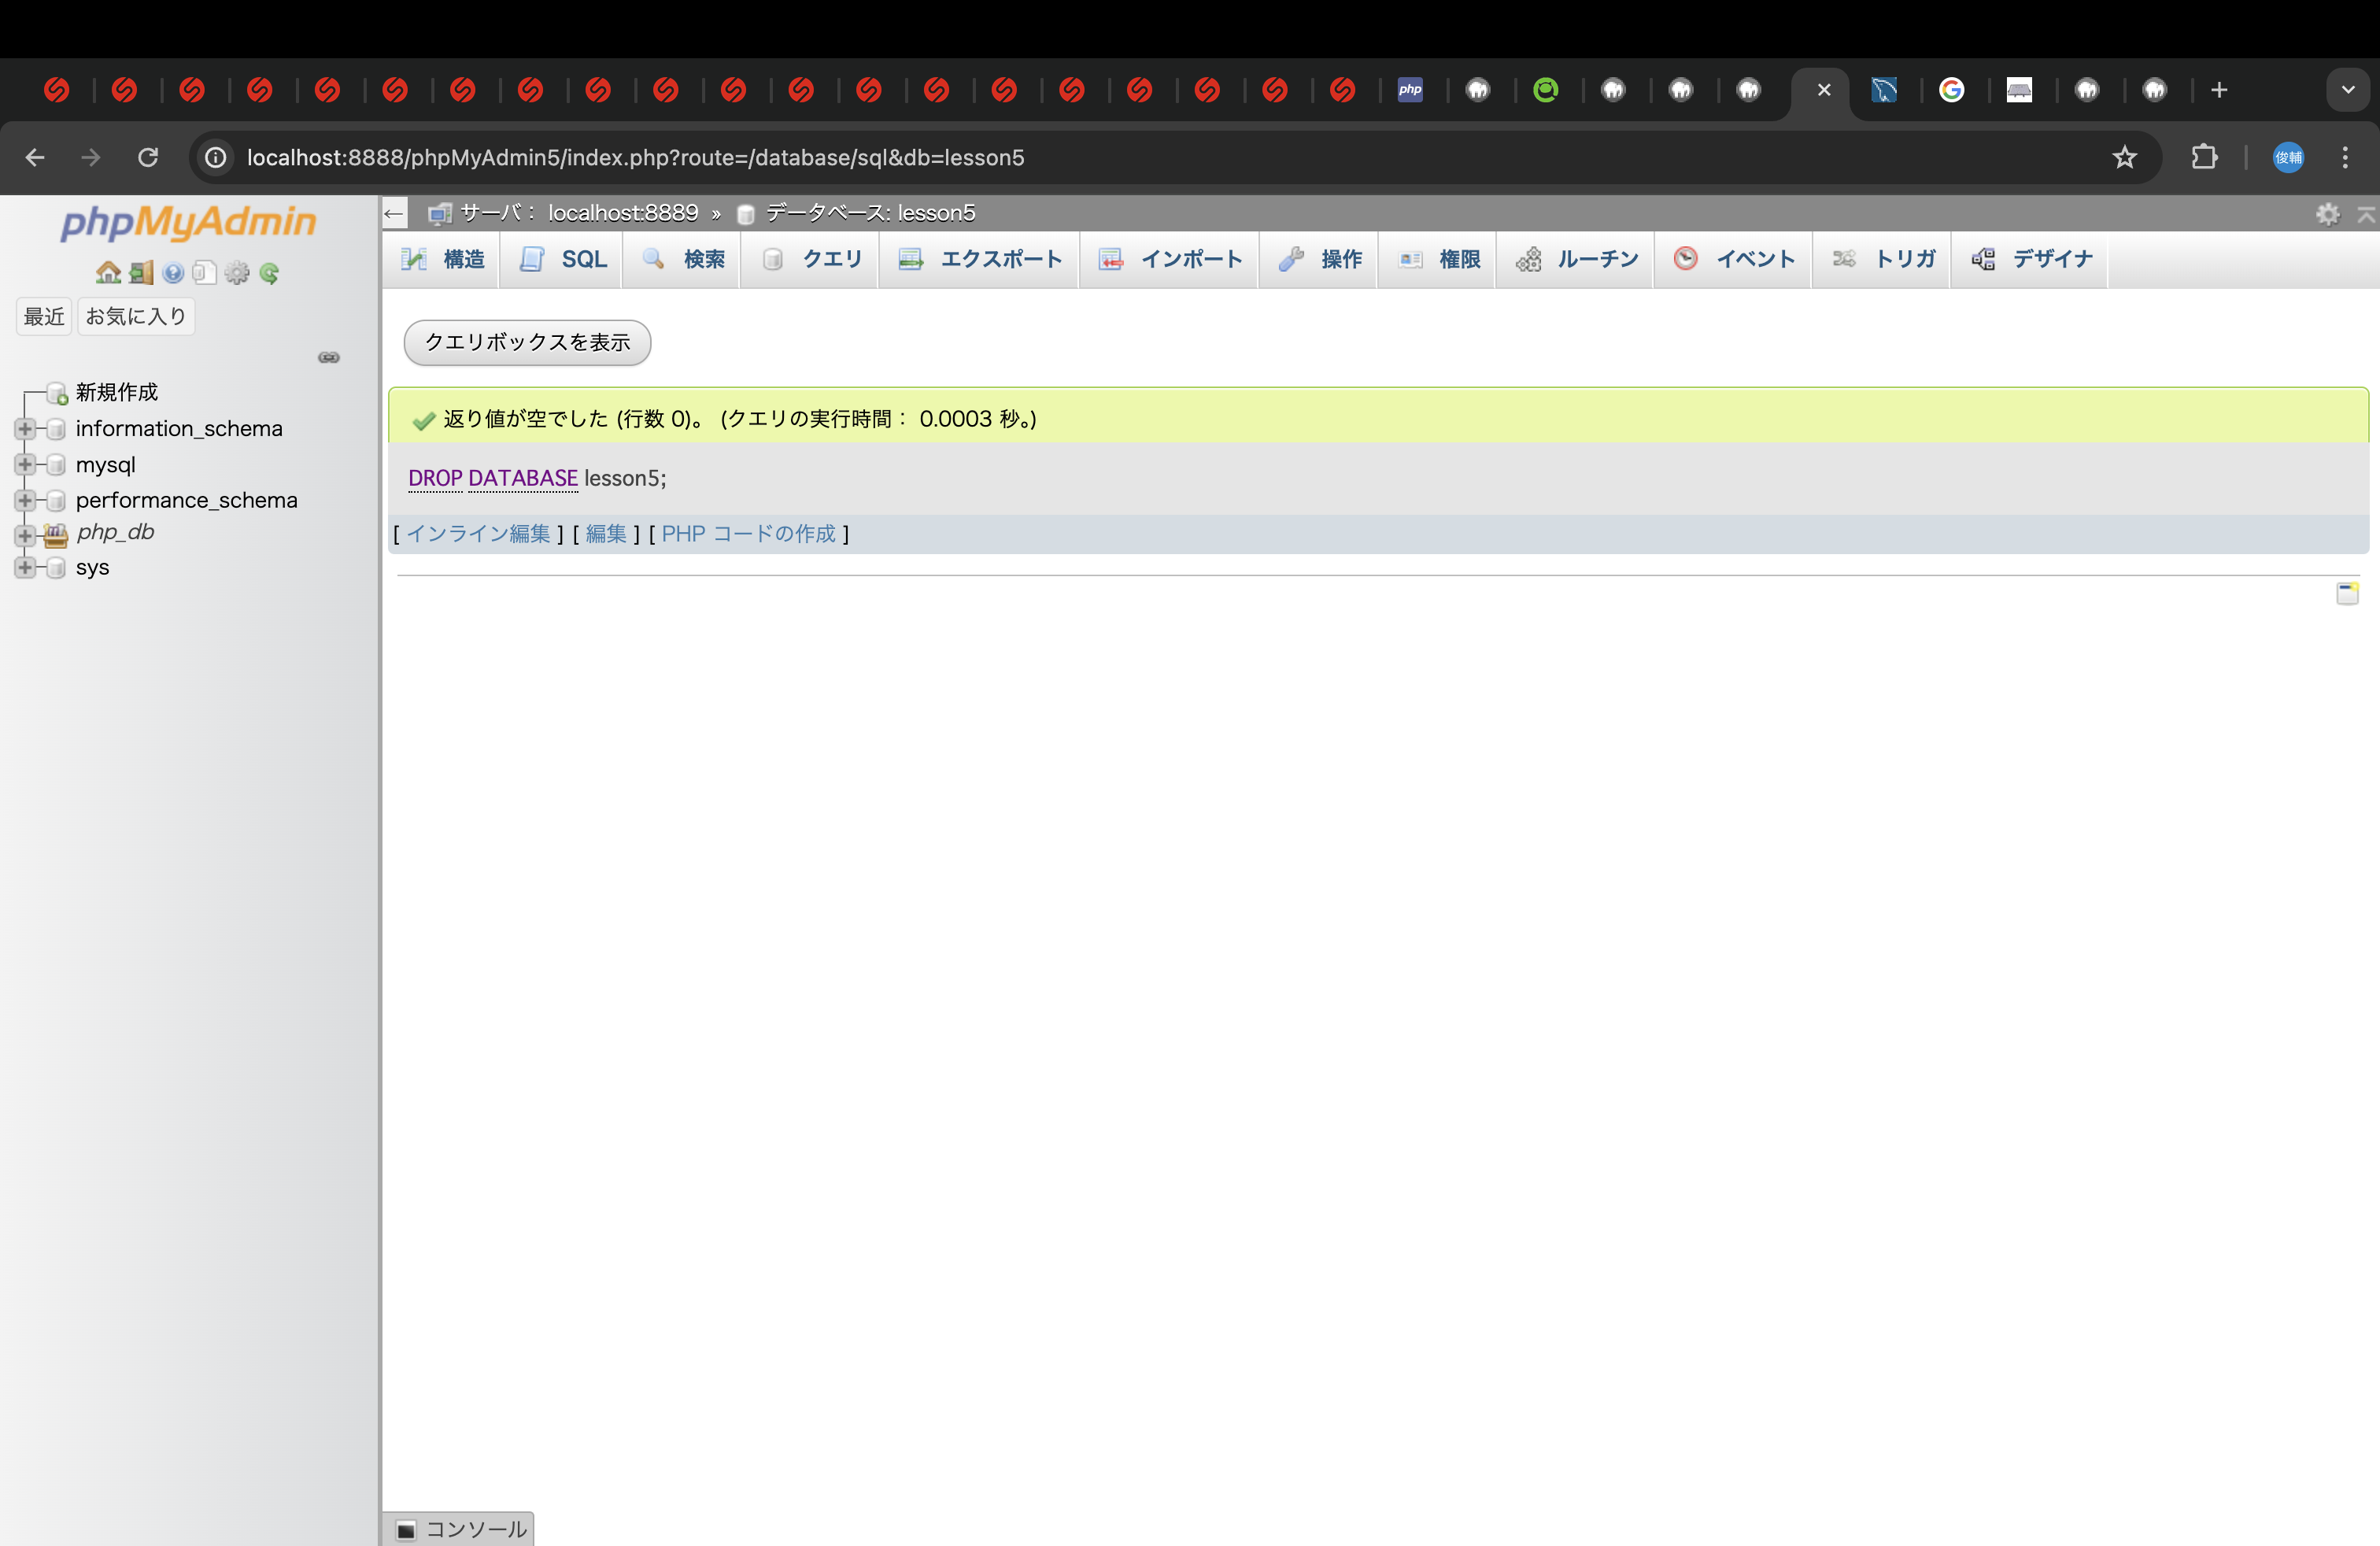 php
localhost:8888/phpMyAdmin5/index.php?route=/database/sql&db=lesson5
俊輔
phpMyAdmin
サーバ： localhost:8889 » データベース: lesson5
構造 SQL 検索 クエリ エクスポート インポート 操作 権限 ルーチン イベント トリガ デザイナ
最近 お気に入り
クエリボックスを表示
新規作成
information_schema
mysql
performance_schema
php_db
sys
返り値が空でした (行数 0)。 (クエリの実行時間： 0.0003 秒。)
DROP DATABASE lesson5;
[ インライン編集 ] [ 編集 ] [ PHP コードの作成 ]
コンソール